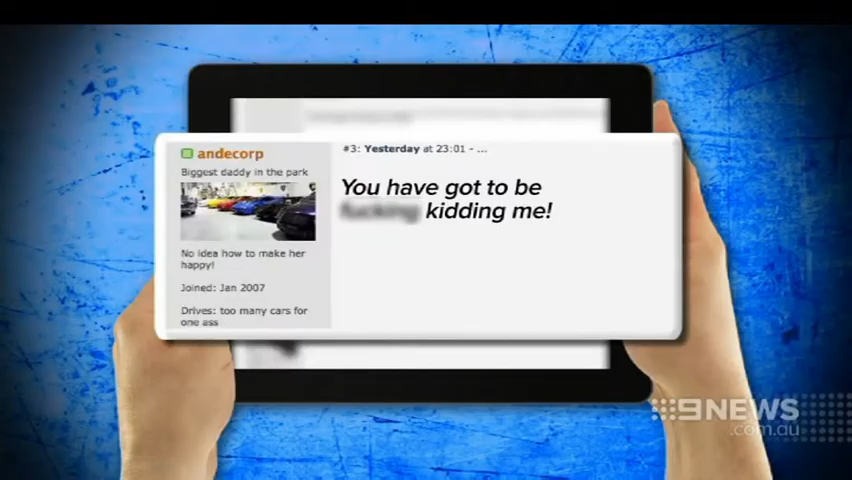 andecorp
Biggest daddy in the park
No idea how to make her
happy!
Joined: Jan 2007
Drives: too many cars for
one ass
#3: Yesterday at 23:01 - ...
You have got to be
kidding me!
9NEWS
.com.au